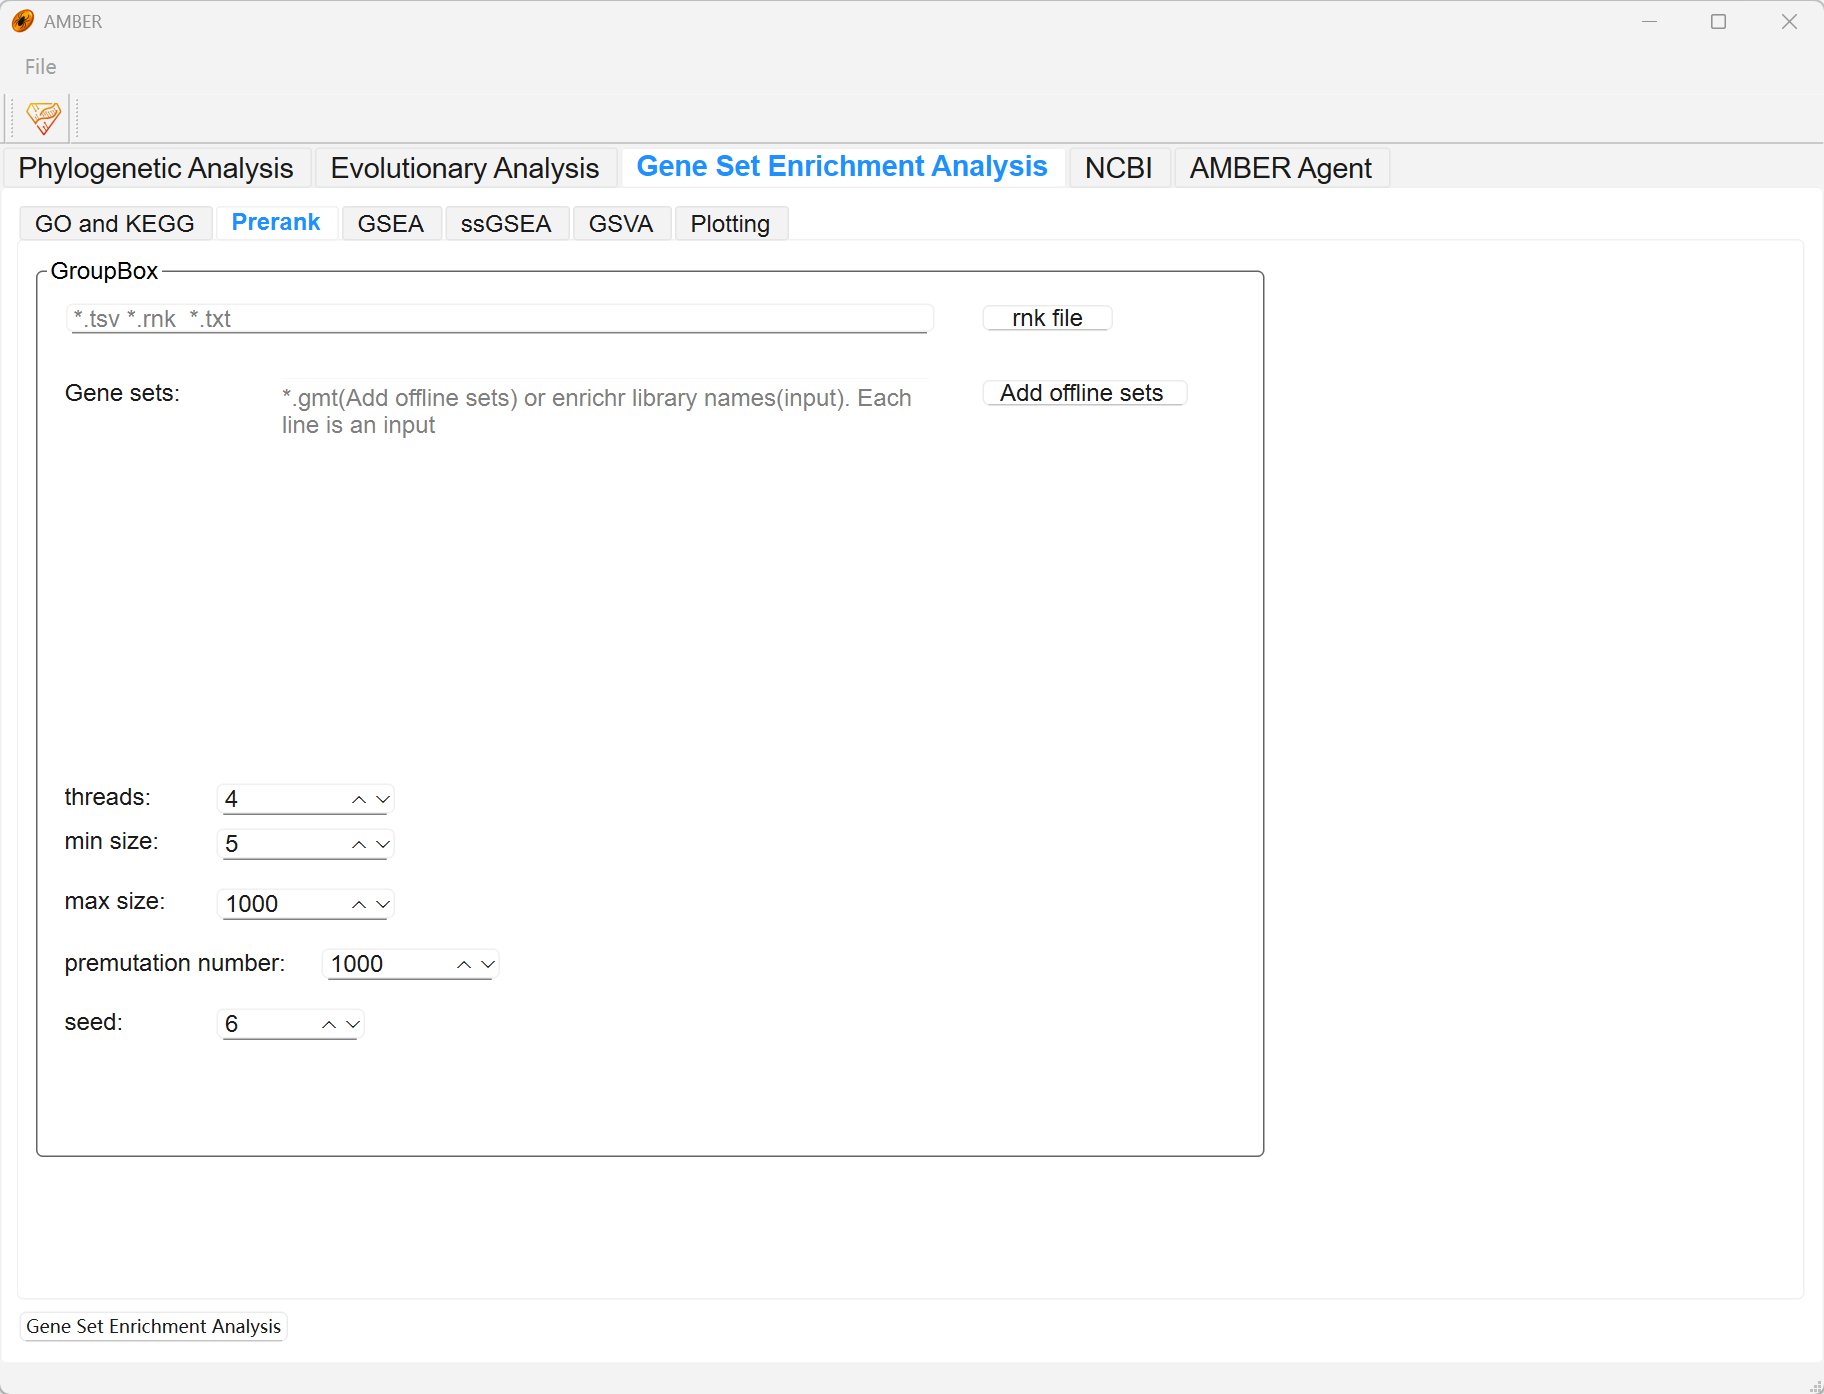 AMBER
File
Phylogenetic Analysis Evolutionary Analysis Gene Set Enrichment Analysis NCBI AMBER Agent
GO and KEGG Prerank GSEA ssGSEA GSVA Plotting
GroupBox
*.tsv *.rnk  *.txt rnk file
Gene sets: *.gmt(Add offline sets) or enrichr library names(input). Each Add offline sets
line is an input
threads: 4
min size: 5
max size: 1000
premutation number: 1000
seed: 6
Gene Set Enrichment Analysis